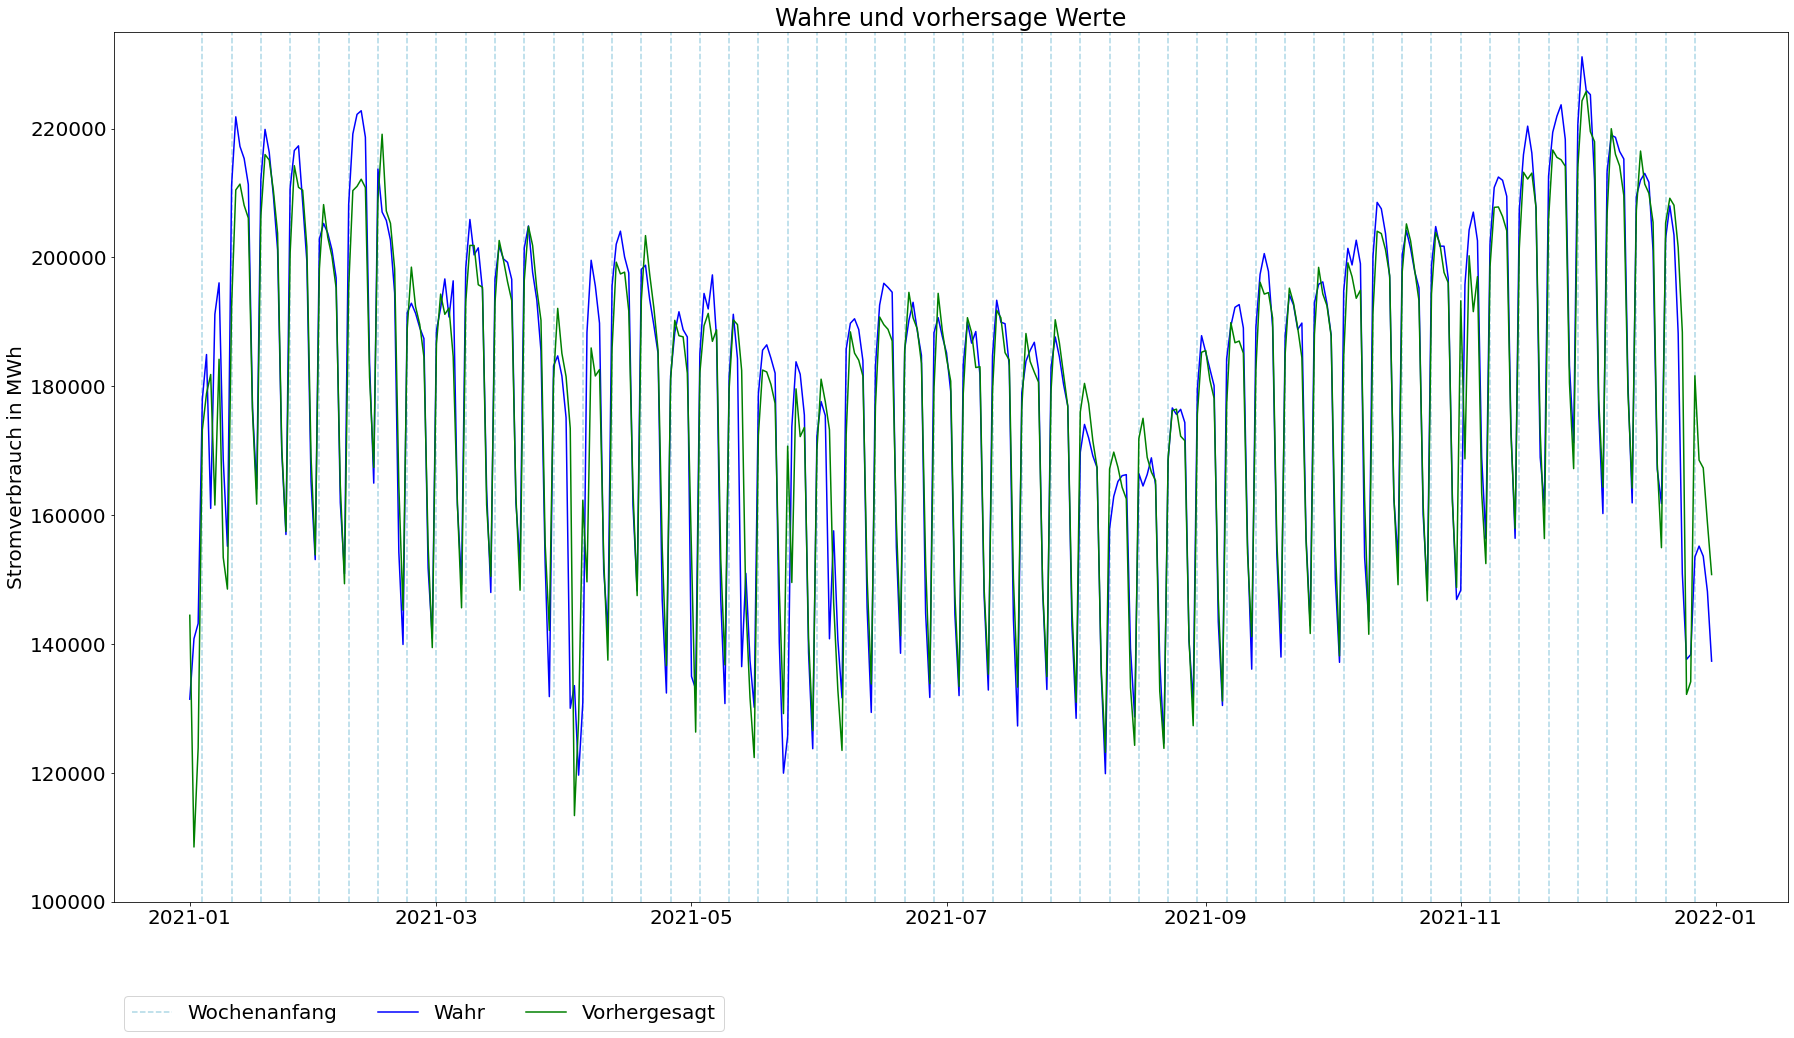 Wahre und vorhersage Werte
Stromverbrauch in MWh
220000
200000
180000
160000
140000
120000
100000
2021-01 2021-03 2021-05 2021-07 2021-09 2021-11 2022-01
Wochenanfang Wahr Vorhergesagt